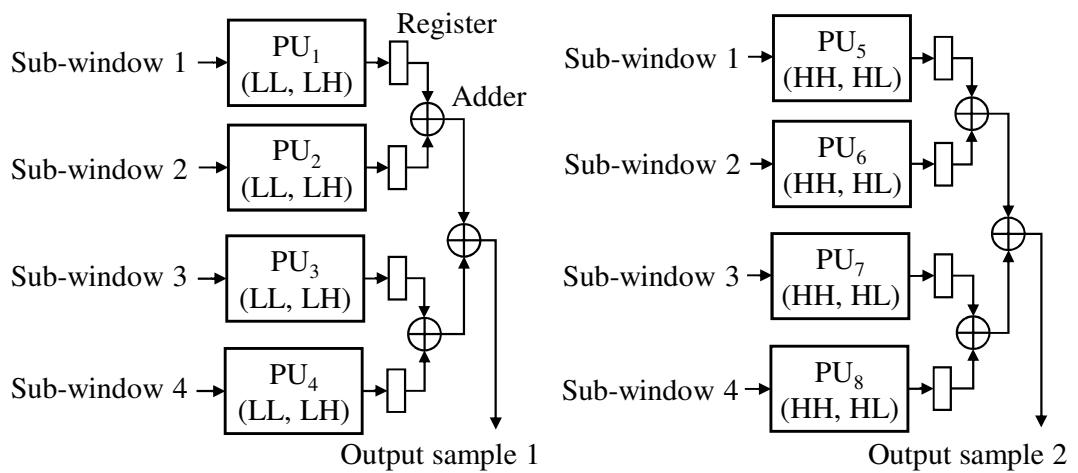 Register
Sub-window 1
PU₁
(LL, LH)
Adder
Sub-window 2
PU₂
(LL, LH)
Sub-window 3
PU₃
(LL, LH)
Sub-window 4
PU₄
(LL, LH)
Output sample 1
Sub-window 1
PU₅
(HH, HL)
Sub-window 2
PU₆
(HH, HL)
Sub-window 3
PU₇
(HH, HL)
Sub-window 4
PU₈
(HH, HL)
Output sample 2